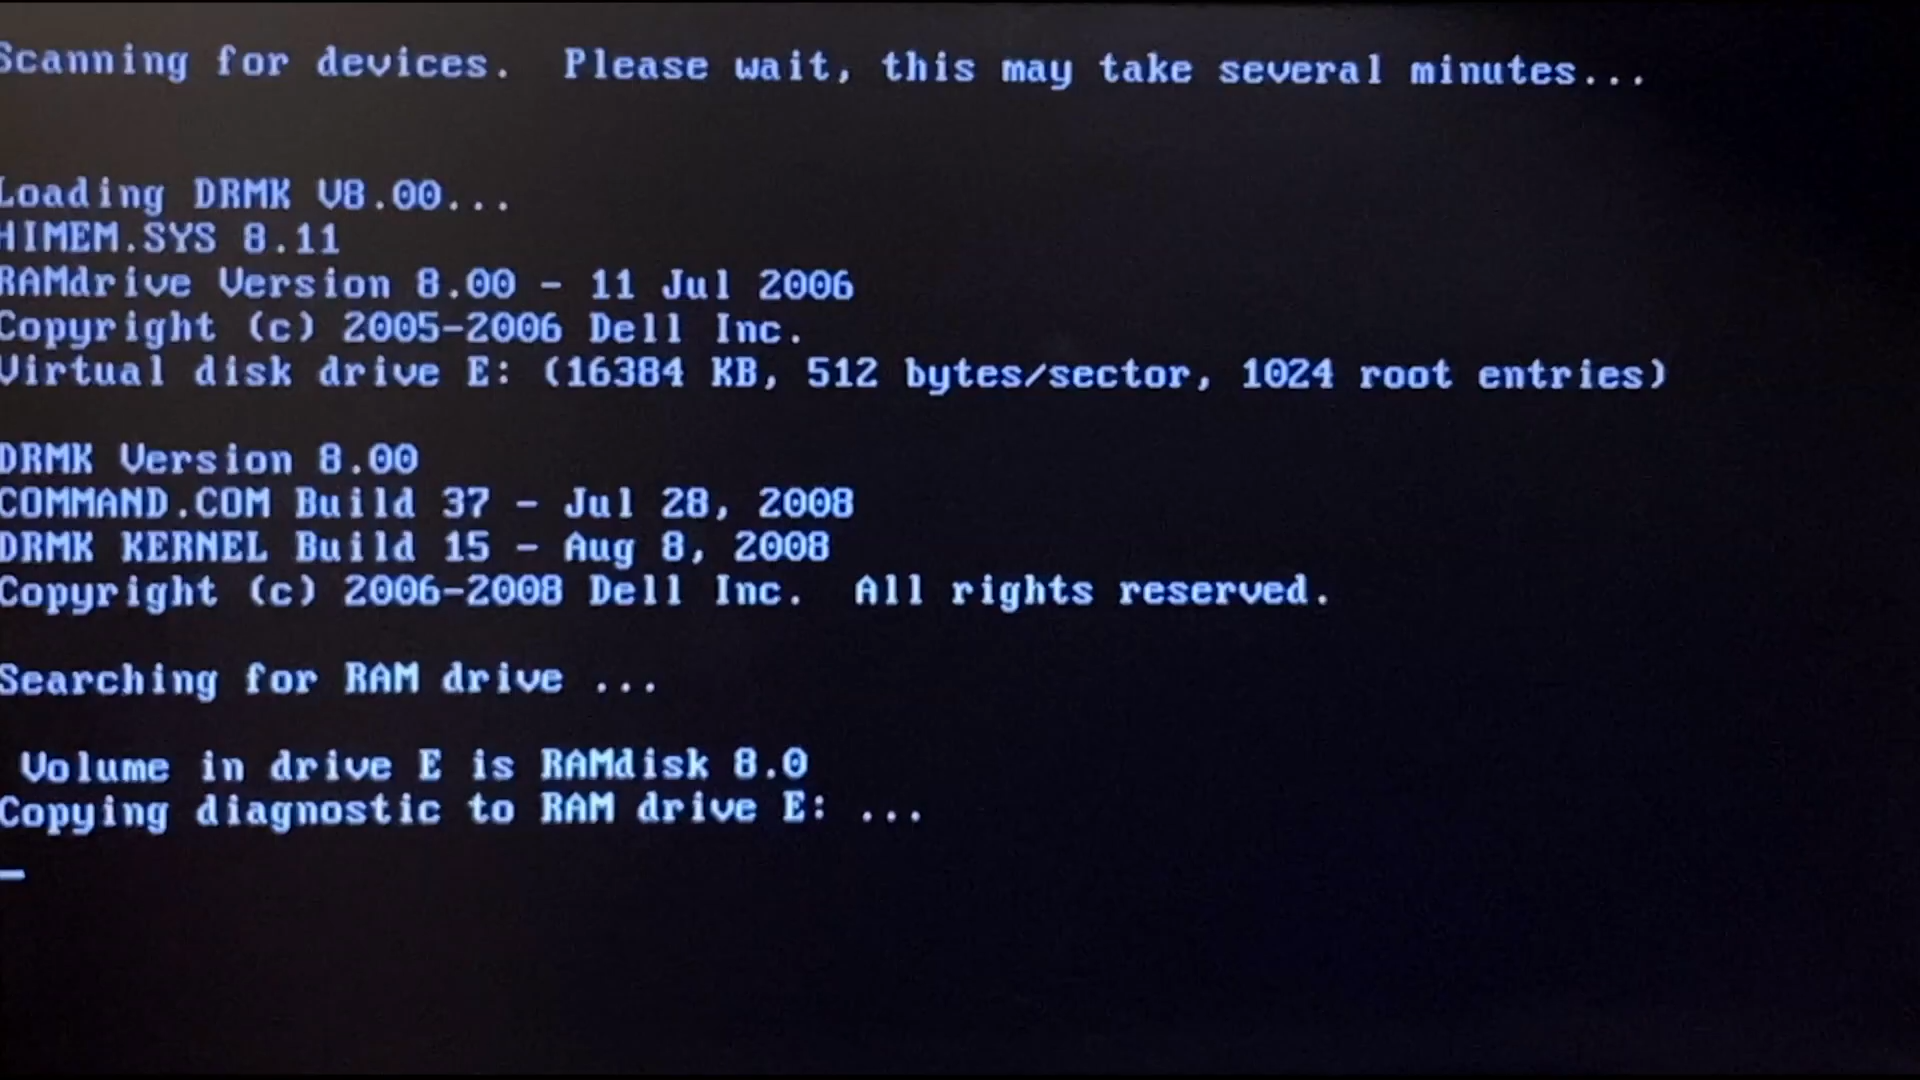 Scanning for devices.  Please wait, this may take several minutes...
Loading DRMK V8.00...
HIMEM.SYS 8.11
RAMdrive Version 8.00 - 11 Jul 2006
Copyright (c) 2005-2006 Dell Inc.
Virtual disk drive E: (16384 KB, 512 bytes/sector, 1024 root entries)
DRMK Version 8.00
COMMAND.COM Build 37 - Jul 28, 2008
DRMK KERNEL Build 15 - Aug 8, 2008
Copyright (c) 2006-2008 Dell Inc.  All rights reserved.
Searching for RAM drive ...
Volume in drive E is RAMdisk 8.0
Copying diagnostic to RAM drive E: ...